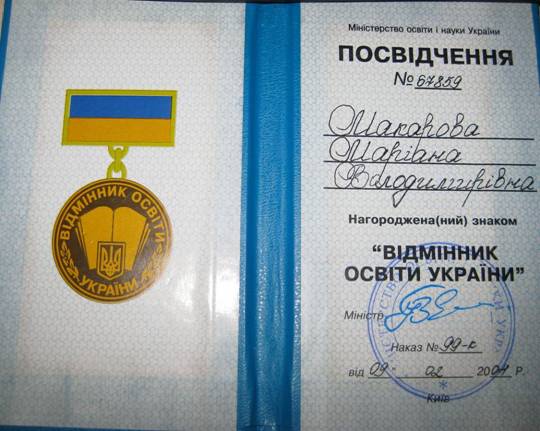 ВІДМІННИК ОСВІТИ
УКРАЇНИ
Міністерство освіти і науки України
ПОСВІДЧЕННЯ
№ 67859
Макарова
Маріана
Володимирівна
Нагороджена(ний) знаком
“ВІДМІННИК
ОСВІТИ УКРАЇНИ”
Міністр
Наказ № 99-к
від 09 02 2004 Р.
Київ